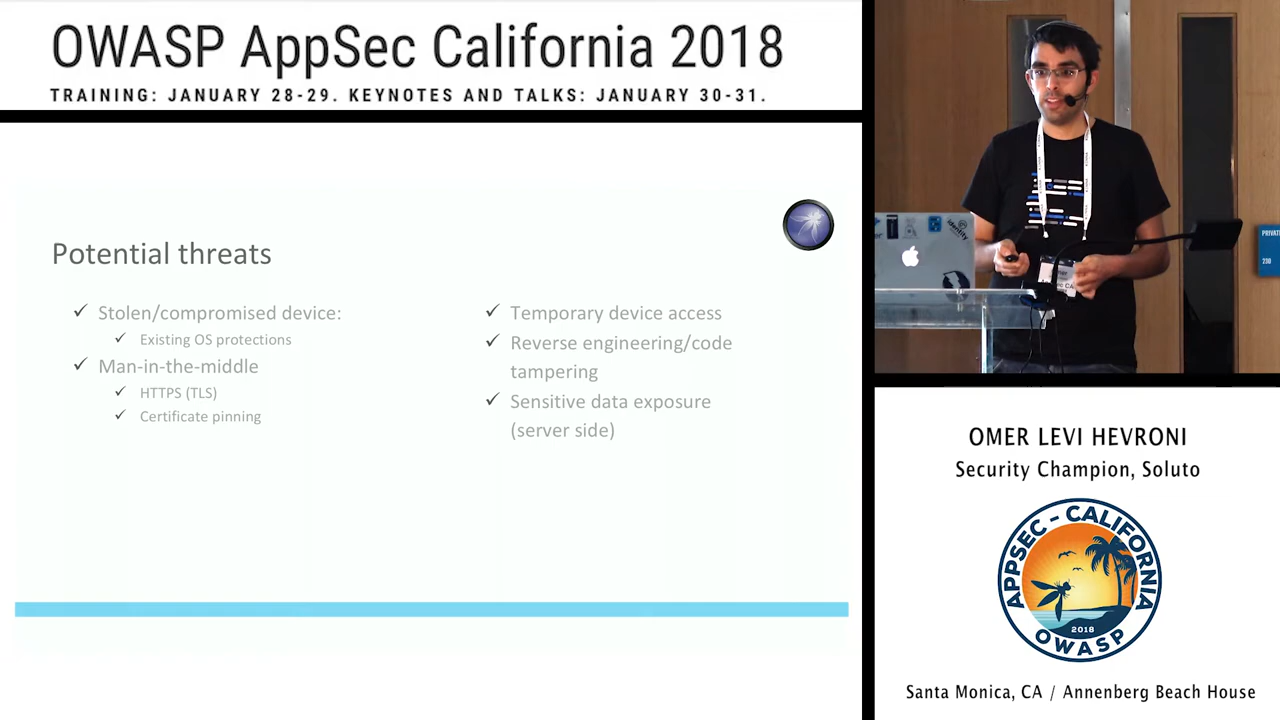 OWASP AppSec California 2018
TRAINING: JANUARY 28-29. KEYNOTES AND TALKS: JANUARY 30-31.
Potential threats
Stolen/compromised device:
Existing OS protections
Man-in-the-middle
HTTPS (TLS)
Certificate pinning
Temporary device access
Reverse engineering/code
tampering
Sensitive data exposure
(server side)
identity
PRIVATE
230
OMER LEVI HEVRONI
Security Champion, Soluto
APPSEC - CALIFORNIA
2018
OWASP
Santa Monica, CA / Annenberg Beach House